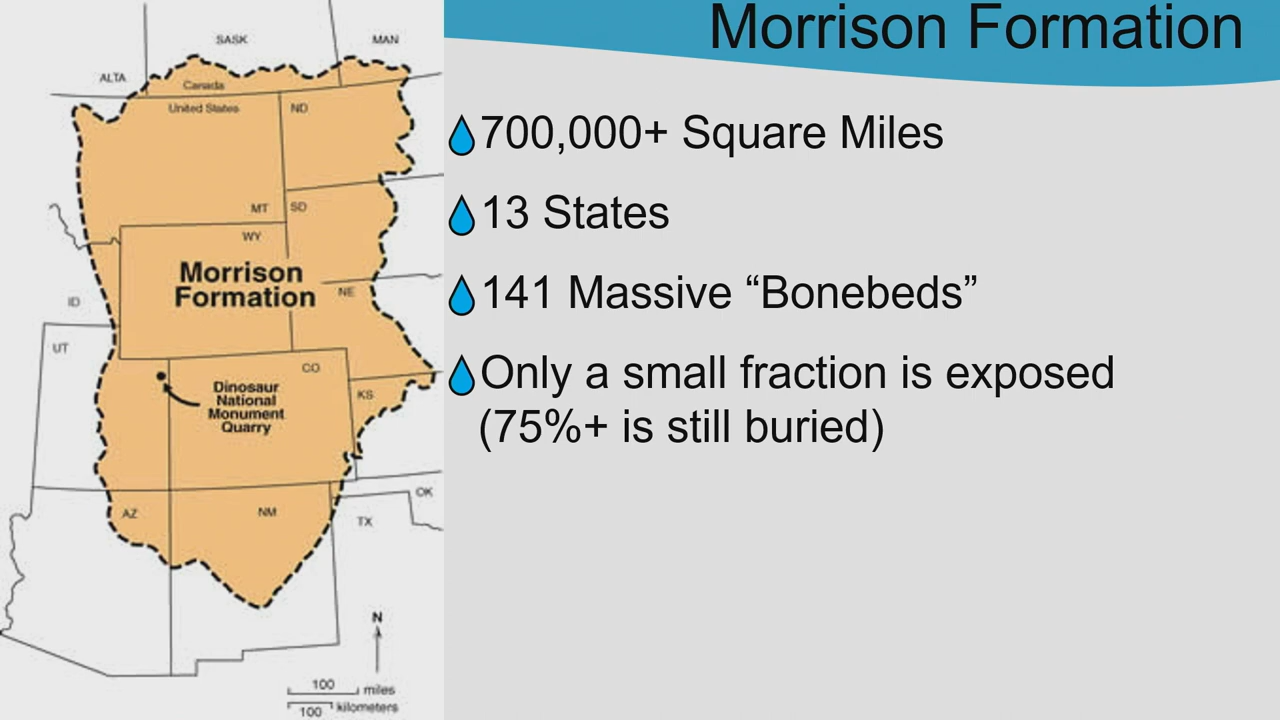 Morrison Formation
SASK
MAN
ALTA
Canada
United States
ND
MT
SD
WY
Morrison
Formation
NE
ID
UT
CO
Dinosaur
National
Monument
Quarry
KS
OK
AZ
NM
TX
N
100 miles
100 kilometers
700,000+ Square Miles
13 States
141 Massive “Bonebeds”
Only a small fraction is exposed
(75%+ is still buried)